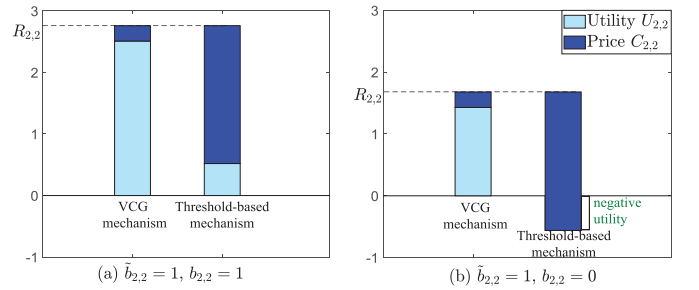 3
R₂,₂
2
1
0
-1
VCG
mechanism
Threshold-based
mechanism
(a) b̃₂,₂ = 1, b₂,₂ = 1
3
Utility U₂,₂
Price C₂,₂
2
R₂,₂
1
0
-1
VCG
mechanism
negative
utility
Threshold-based
mechanism
(b) b̃₂,₂ = 1, b₂,₂ = 0